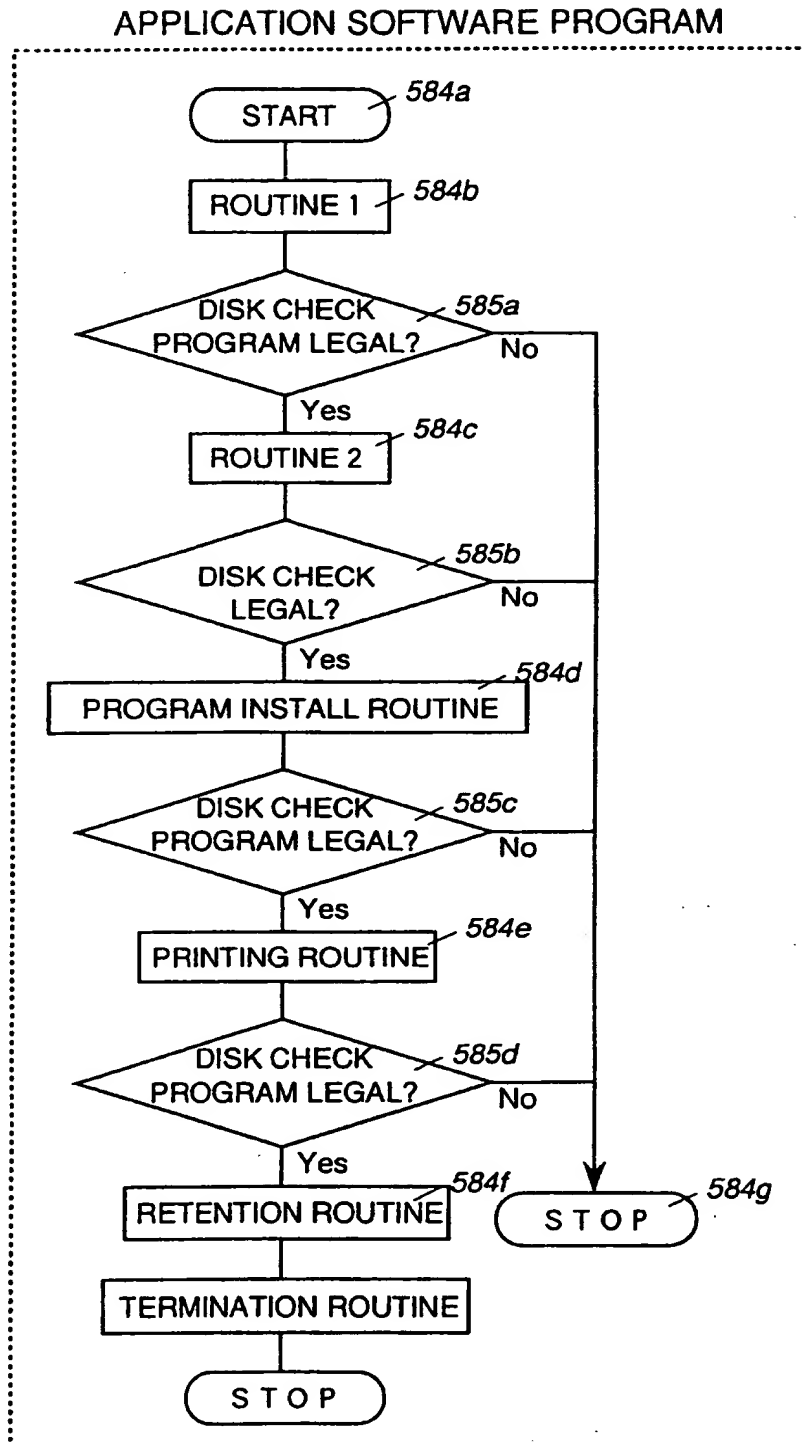 APPLICATION SOFTWARE PROGRAM
START
584a
ROUTINE 1
584b
DISK CHECK
PROGRAM LEGAL?
585a
No
Yes
ROUTINE 2
584c
DISK CHECK
LEGAL?
585b
No
Yes
PROGRAM INSTALL ROUTINE
584d
DISK CHECK
PROGRAM LEGAL?
585c
No
Yes
PRINTING ROUTINE
584e
DISK CHECK
PROGRAM LEGAL?
585d
No
Yes
RETENTION ROUTINE
584f
STOP
584g
TERMINATION ROUTINE
STOP